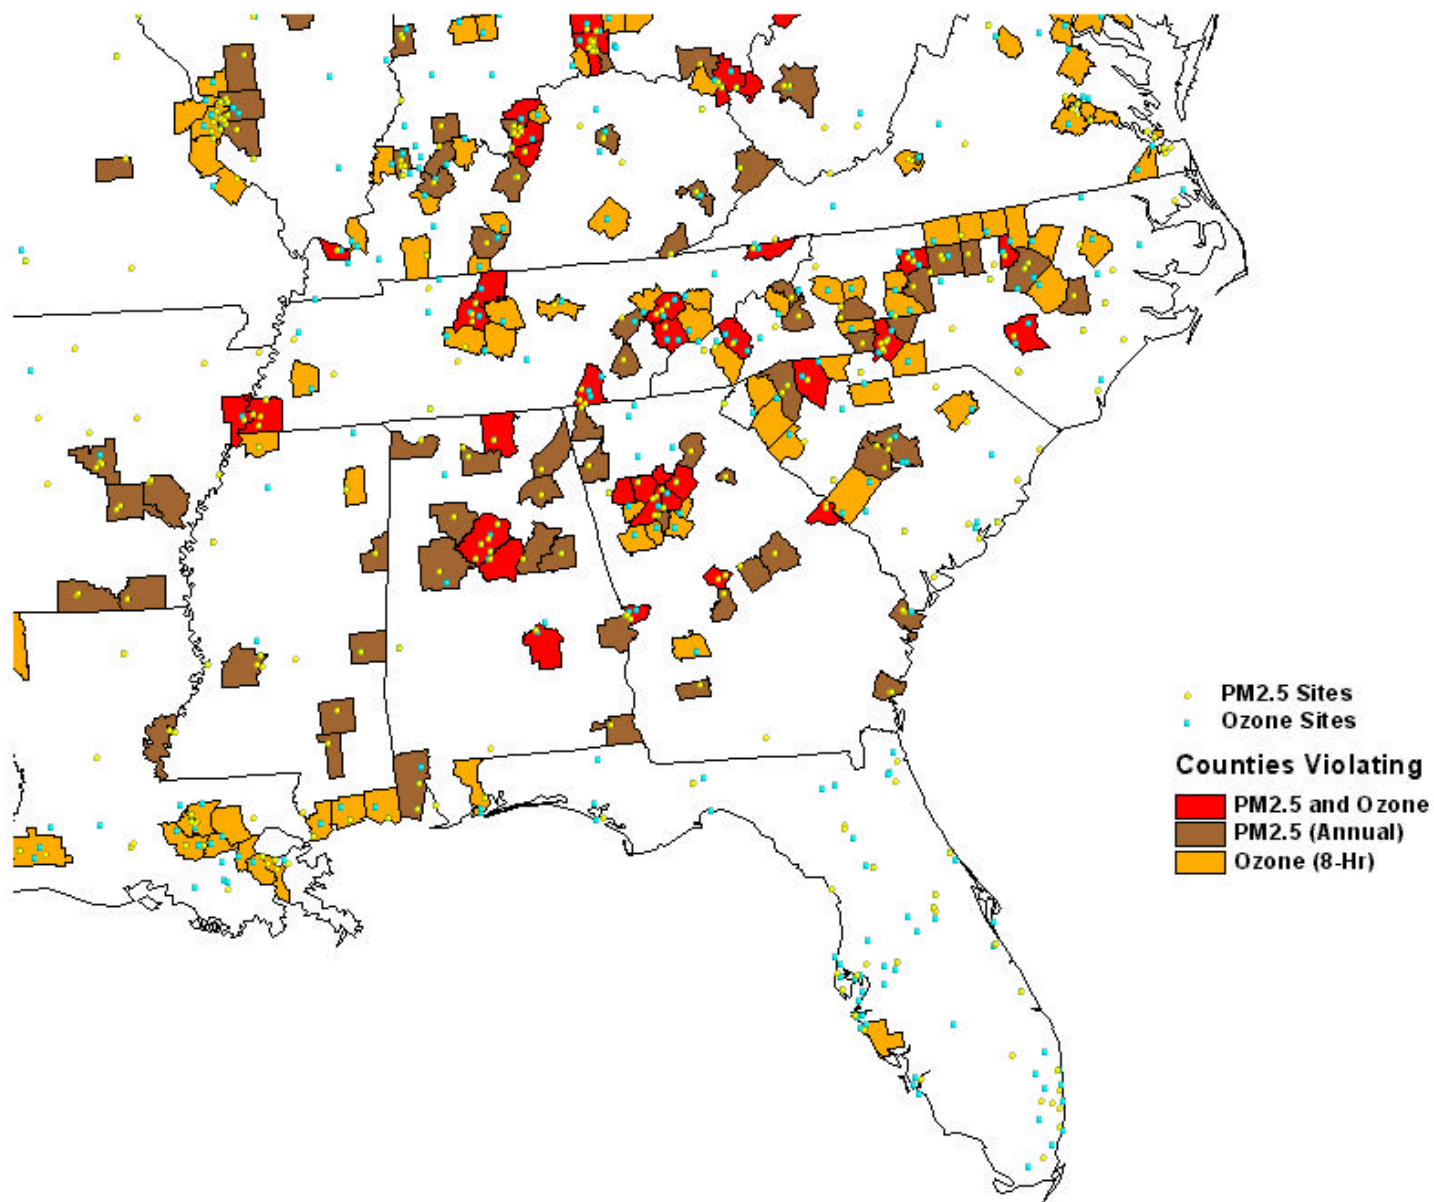 PM2.5 Sites
Ozone Sites
Counties Violating
PM2.5 and Ozone
PM2.5 (Annual)
Ozone (8-Hr)